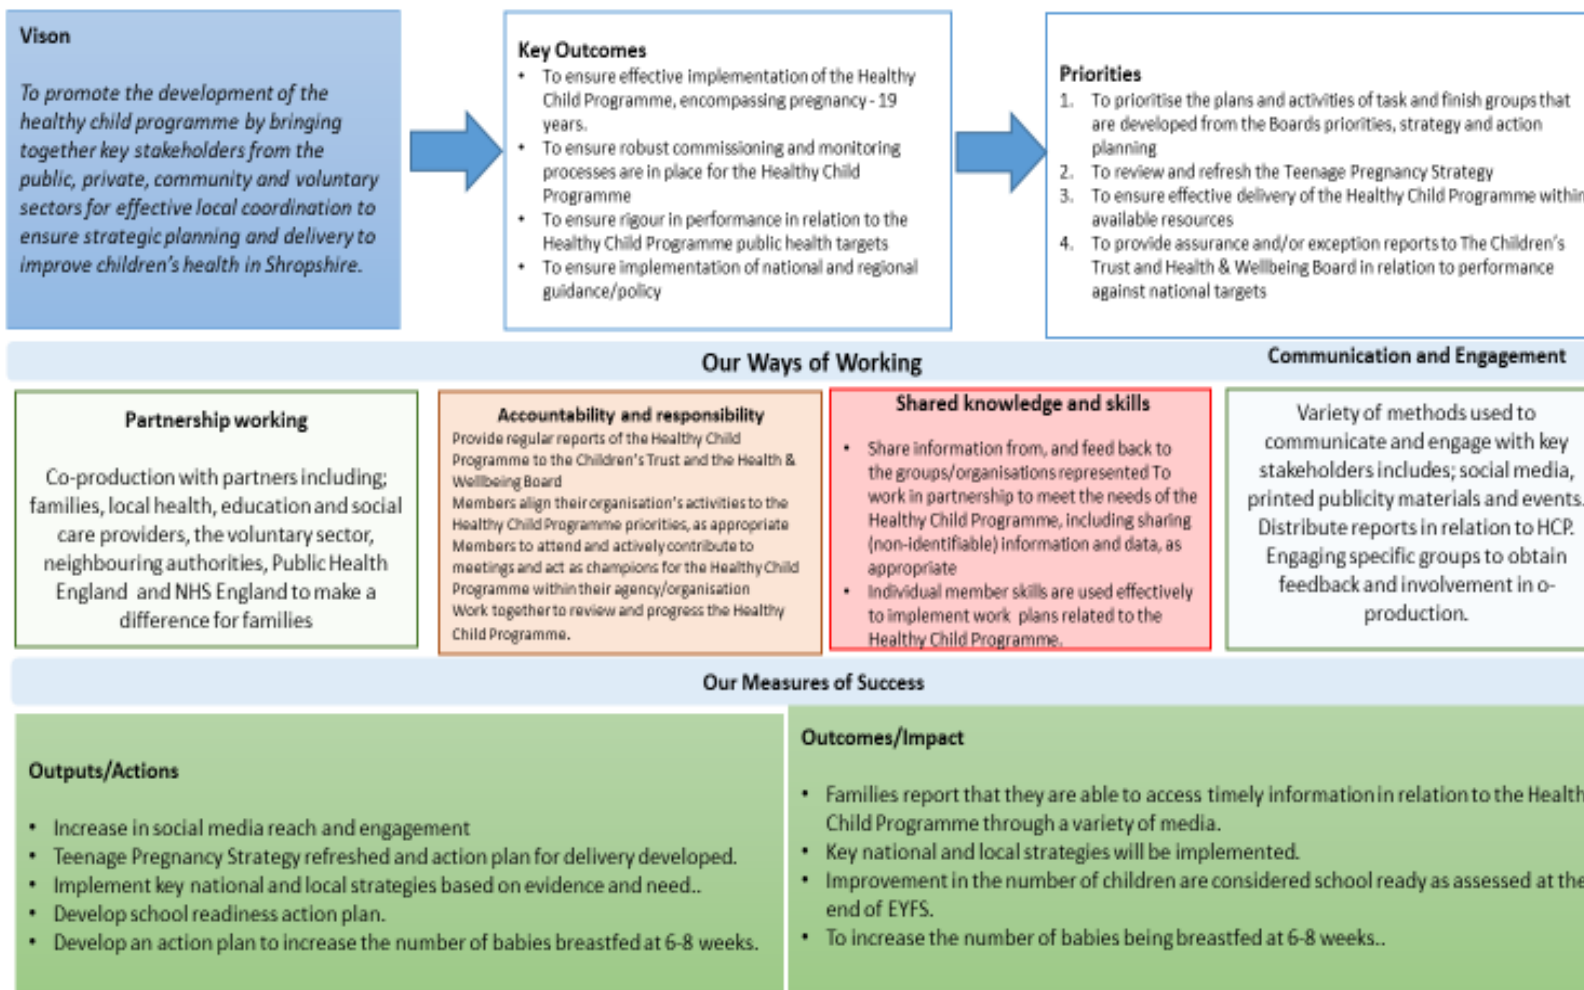 Vison
To promote the development of the
healthy child programme by bringing
together key stakeholders from the
public, private, community and voluntary
sectors for effective local coordination to
ensure strategic planning and delivery to
improve children's health in Shropshire.
Key Outcomes
• To ensure effective implementation of the Healthy
Child Programme, encompassing pregnancy - 19
years.
• To ensure robust commissioning and monitoring
processes are in place for the Healthy Child
Programme
• To ensure rigour in performance in relation to the
Healthy Child Programme public health targets
• To ensure implementation of national and regional
guidance/policy
Priorities
1. To prioritise the plans and activities of task and finish groups that
are developed from the Boards priorities, strategy and action
planning
2. To review and refresh the Teenage Pregnancy Strategy
3. To ensure effective delivery of the Healthy Child Programme within
available resources
4. To provide assurance and/or exception reports to The Children's
Trust and Health & Wellbeing Board in relation to performance
against national targets
Our Ways of Working
Communication and Engagement
Partnership working
Co-production with partners including;
families, local health, education and social
care providers, the voluntary sector,
neighbouring authorities, Public Health
England and NHS England to make a
difference for families
Accountability and responsibility
Provide regular reports of the Healthy Child
Programme to the Children's Trust and the Health &
Wellbeing Board
Members align their organisation's activities to the
Healthy Child Programme priorities, as appropriate
Members to attend and actively contribute to
meetings and act as champions for the Healthy Child
Programme within their agency/organisation
Work together to review and progress the Healthy
Child Programme.
Shared knowledge and skills
• Share information from, and feed back to
the groups/organisations represented To
work in partnership to meet the needs of the
Healthy Child Programme, including sharing
(non-identifiable) information and data, as
appropriate
• Individual member skills are used effectively
to implement work plans related to the
Healthy Child Programme.
Variety of methods used to
communicate and engage with key
stakeholders includes; social media,
printed publicity materials and events.
Distribute reports in relation to HCP.
Engaging specific groups to obtain
feedback and involvement in o-
production.
Our Measures of Success
Outputs/Actions
• Increase in social media reach and engagement
• Teenage Pregnancy Strategy refreshed and action plan for delivery developed.
• Implement key national and local strategies based on evidence and need..
• Develop school readiness action plan.
• Develop an action plan to increase the number of babies breastfed at 6-8 weeks.
Outcomes/Impact
• Families report that they are able to access timely information in relation to the Health
Child Programme through a variety of media.
• Key national and local strategies will be implemented.
• Improvement in the number of children are considered school ready as assessed at the
end of EYFS.
• To increase the number of babies being breastfed at 6-8 weeks..